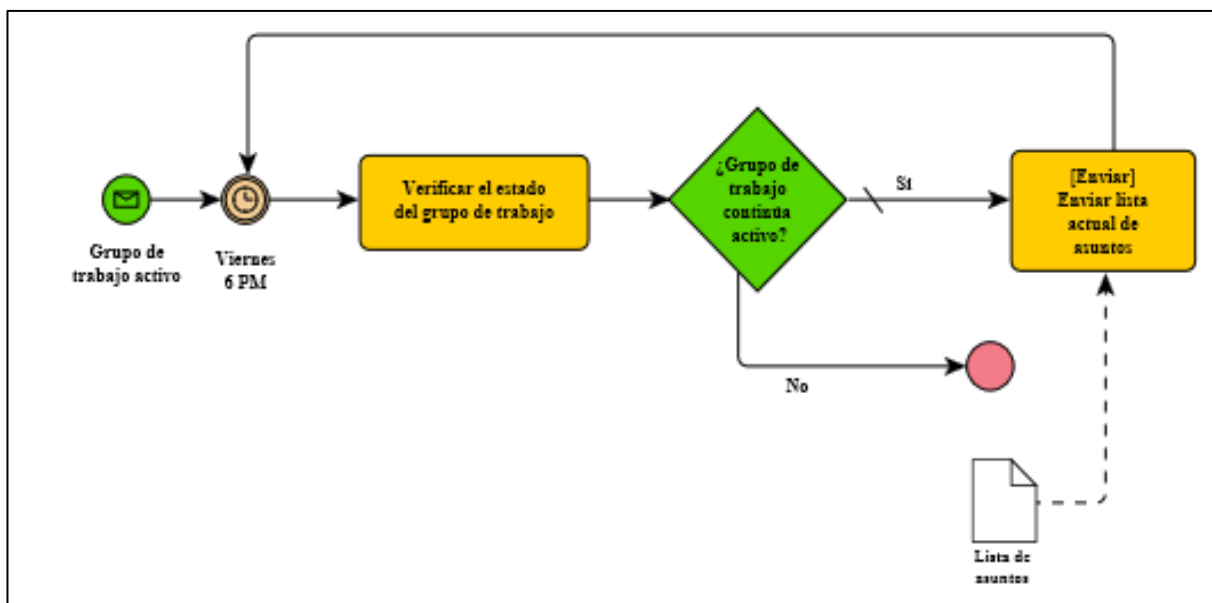 Grupo de
trabajo activo
Viernes
6 PM
Verificar el estado
del grupo de trabajo
¿Grupo de
trabajo
continúa
activo?
Sí
No
[Enviar]
Enviar lista
actual de
asuntos
Lista de
asuntos